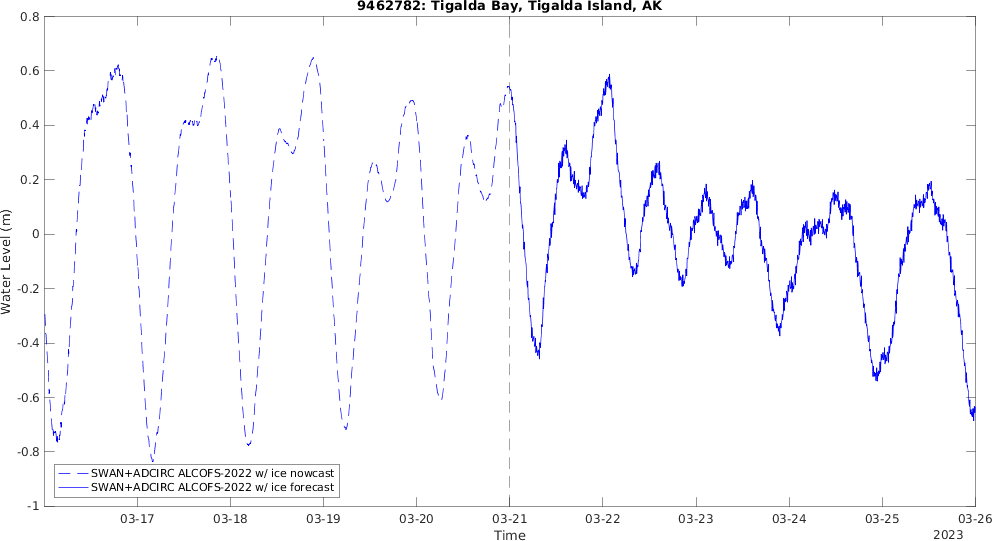 9462782: Tigalda Bay, Tigalda Island, AK
0.8
0.6
0.4
0.2
0
-0.2
-0.4
-0.6
-0.8
-1
Water Level (m)
SWAN+ADCIRC ALCOFS-2022 w/ ice nowcast
SWAN+ADCIRC ALCOFS-2022 w/ ice forecast
03-17 03-18 03-19 03-20 03-21 03-22 03-23 03-24 03-25 03-26
Time
2023